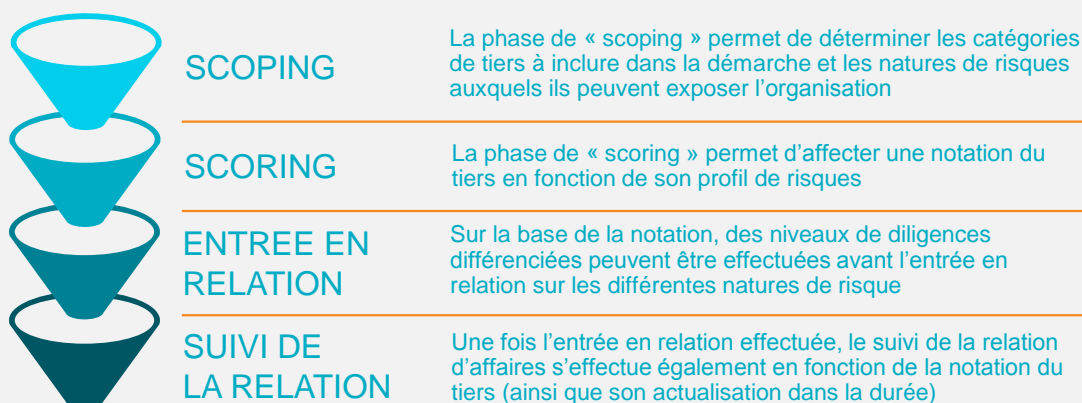 SCOPING
La phase de « scoping » permet de déterminer les catégories
de tiers à inclure dans la démarche et les natures de risques
auxquels ils peuvent exposer l’organisation
SCORING
La phase de « scoring » permet d’affecter une notation du
tiers en fonction de son profil de risques
ENTREE EN
RELATION
Sur la base de la notation, des niveaux de diligences
différenciées peuvent être effectuées avant l’entrée en
relation sur les différentes natures de risque
SUIVI DE
LA RELATION
Une fois l’entrée en relation effectuée, le suivi de la relation
d’affaires s’effectue également en fonction de la notation du
tiers (ainsi que son actualisation dans la durée)